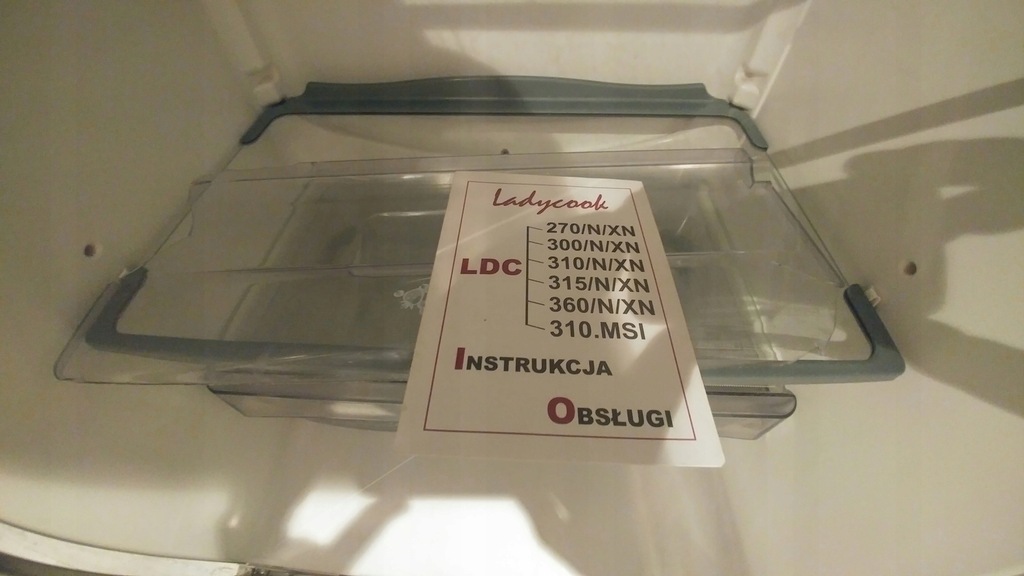 Ladycook
270/N/XN
300/N/XN
LDC 310/N/XN
315/N/XN
360/N/XN
310.MSI
INSTRUKCJA
OBSŁUGI